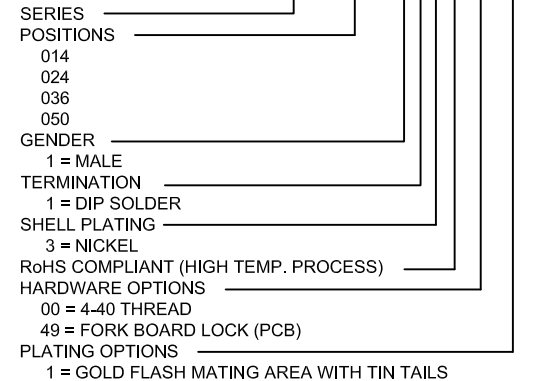 SERIES
POSITIONS
014
024
036
050
GENDER
1 = MALE
TERMINATION
1 = DIP SOLDER
SHELL PLATING
3 = NICKEL
RoHS COMPLIANT (HIGH TEMP. PROCESS)
HARDWARE OPTIONS
00 = 4-40 THREAD
49 = FORK BOARD LOCK (PCB)
PLATING OPTIONS
1 = GOLD FLASH MATING AREA WITH TIN TAILS